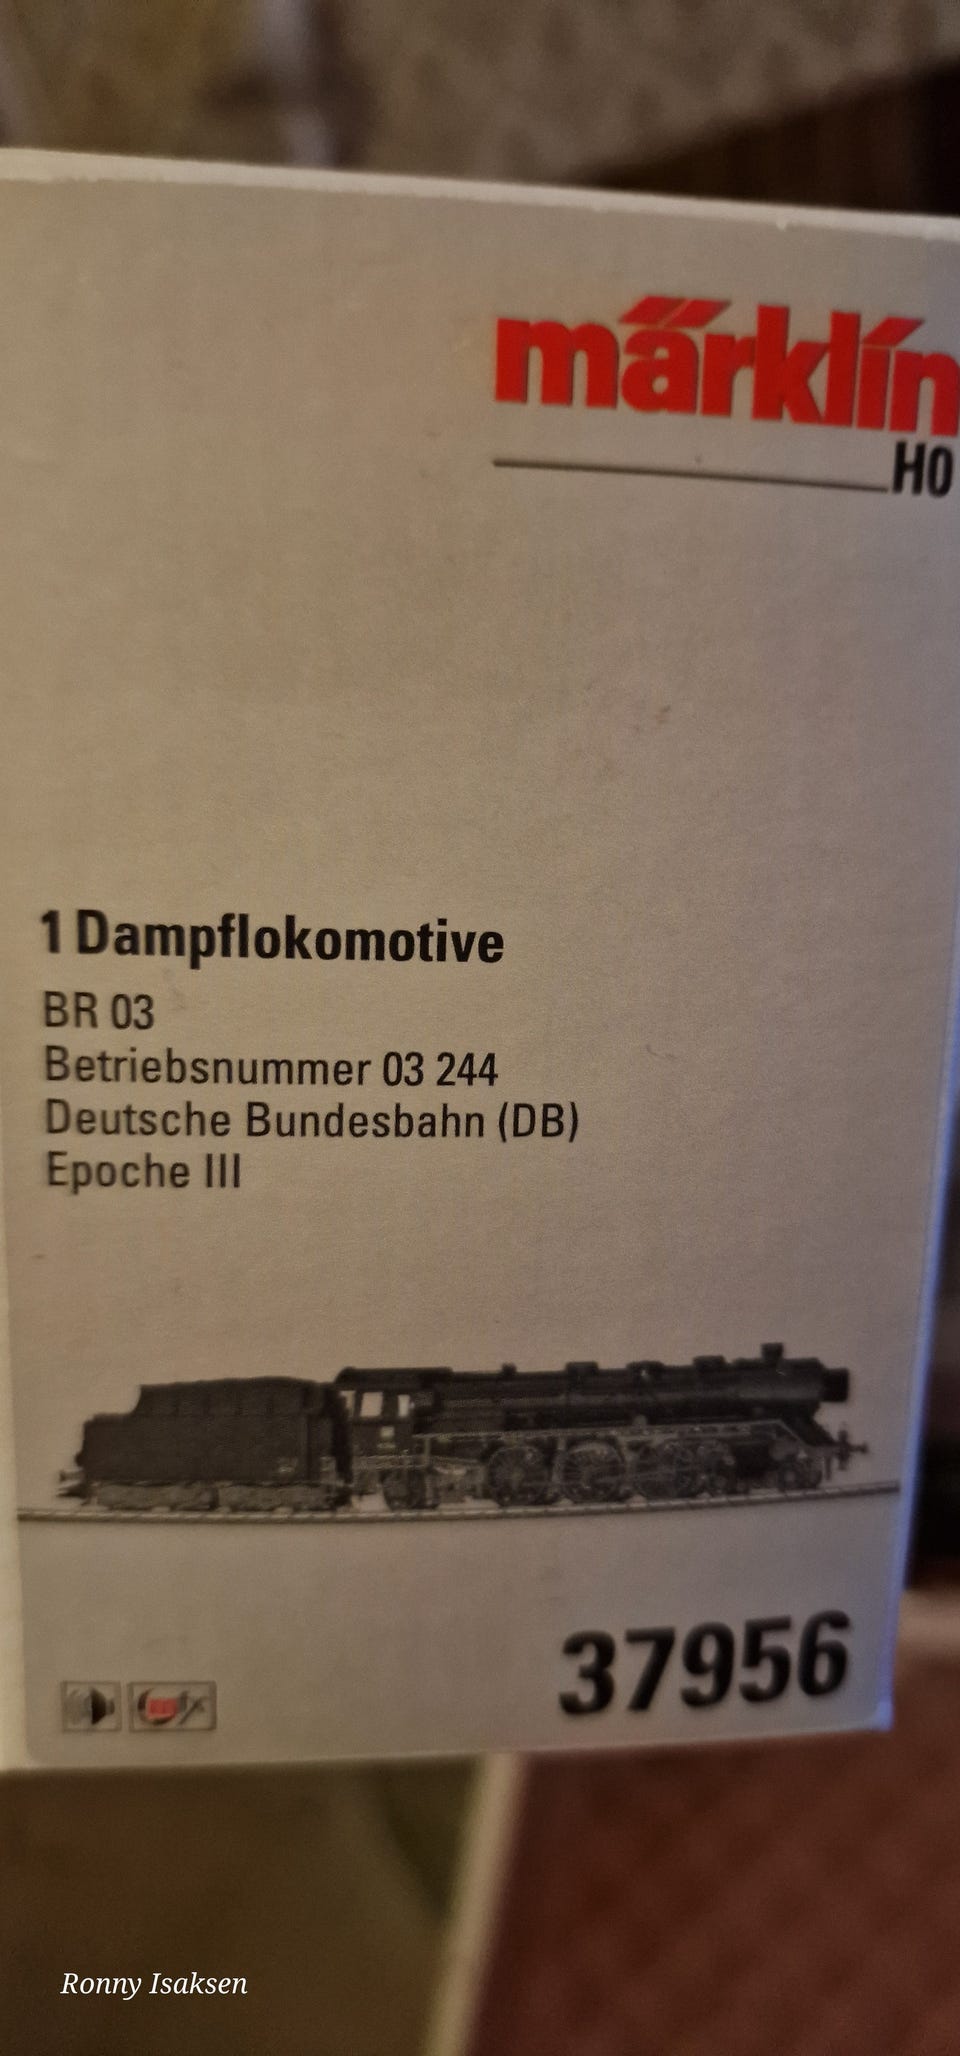 märklin
H0
1 Dampflokomotive
BR 03
Betriebsnummer 03 244
Deutsche Bundesbahn (DB)
Epoche III
37956
Ronny Isaksen